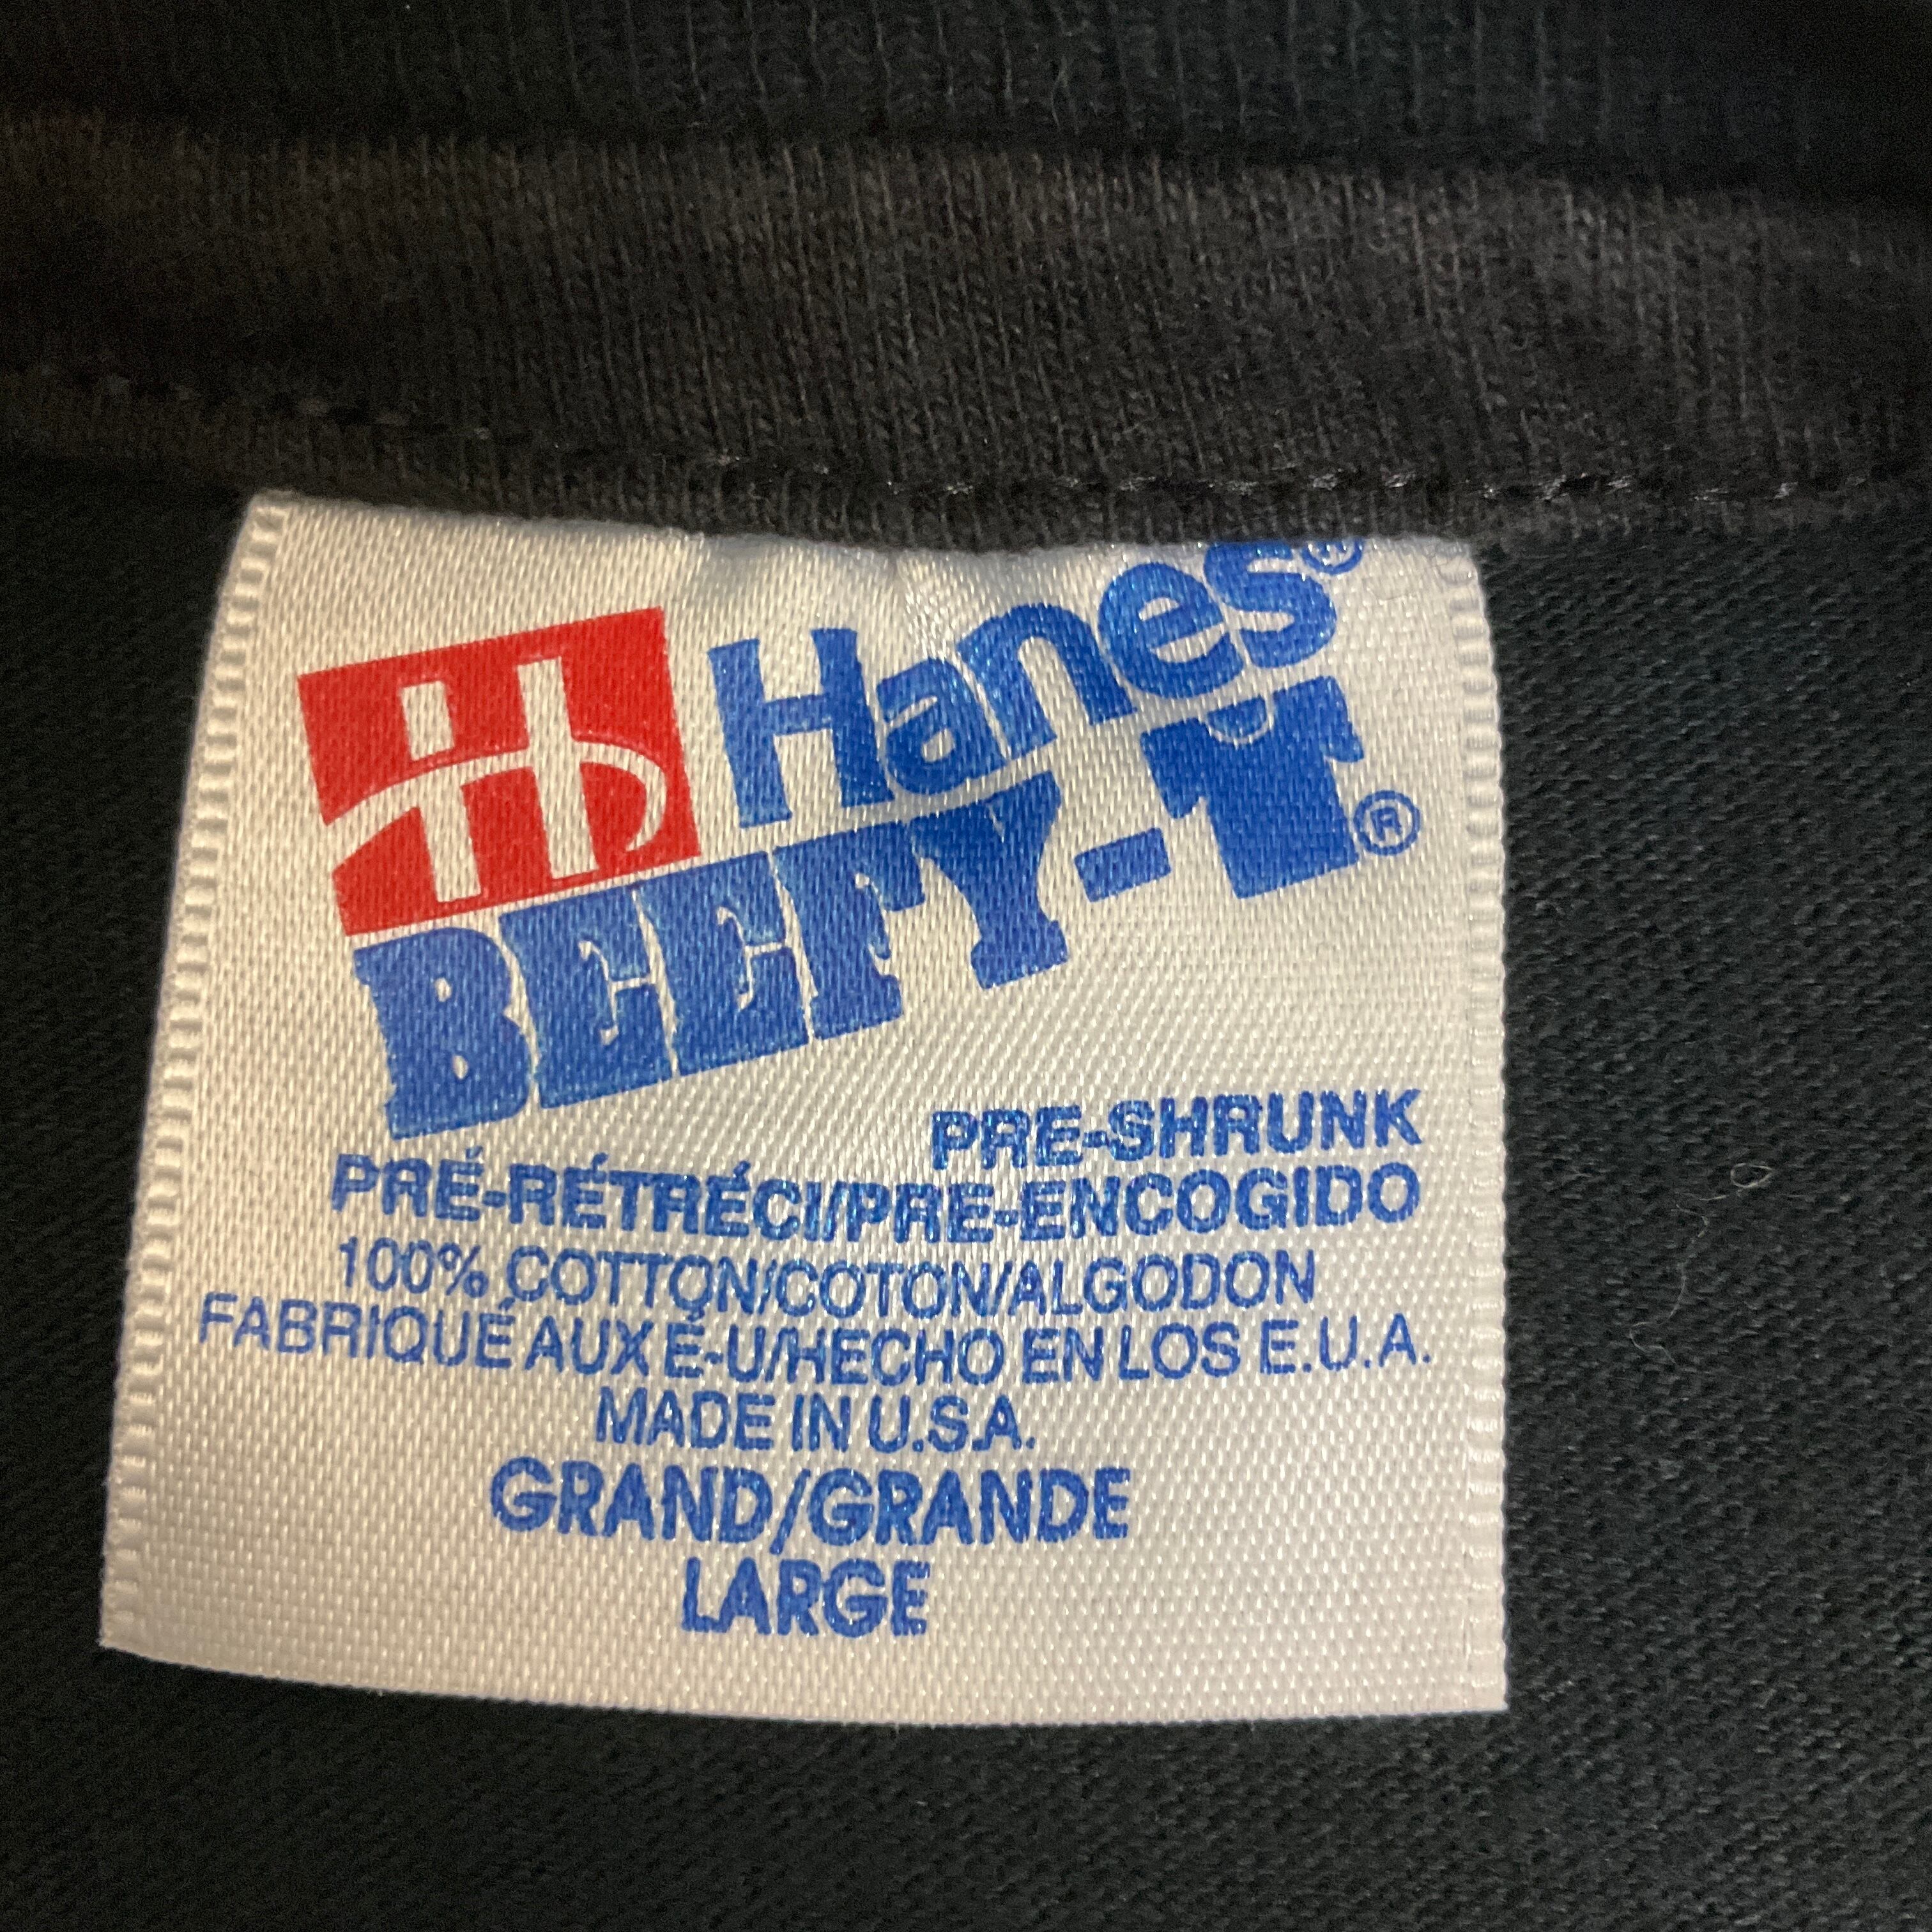 Hanes®
BEEFY-T®
PRE-SHRUNK
PRÉ-RÉTRÉCI/PRE-ENCOGIDO
100% COTTON/COTON/ALGODON
FABRIQUÉ AUX É-U/HECHO EN LOS E.U.A.
MADE IN U.S.A.
GRAND/GRANDE
LARGE